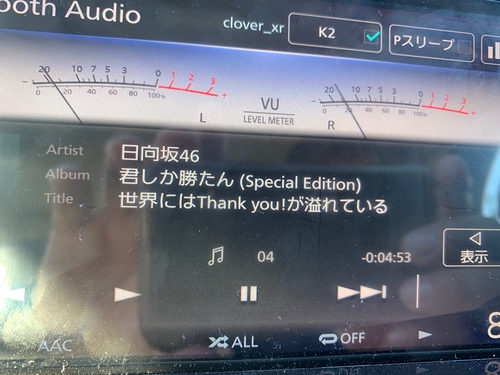 ooth Audio
clover_xr
K2
Pスリープ
20 10 7 5 3 0 1 2 3 +
0 20 40 60 80 100%
L
VU
LEVEL METER
20 10 7 5 3 0 1 2 3 +
0 20 40 60 80 100%
R
Artist 日向坂46
Album 君しか勝たん (Special Edition)
Title 世界にはThank you!が溢れている
04 -0:04:53
表示
AAC ALL OFF